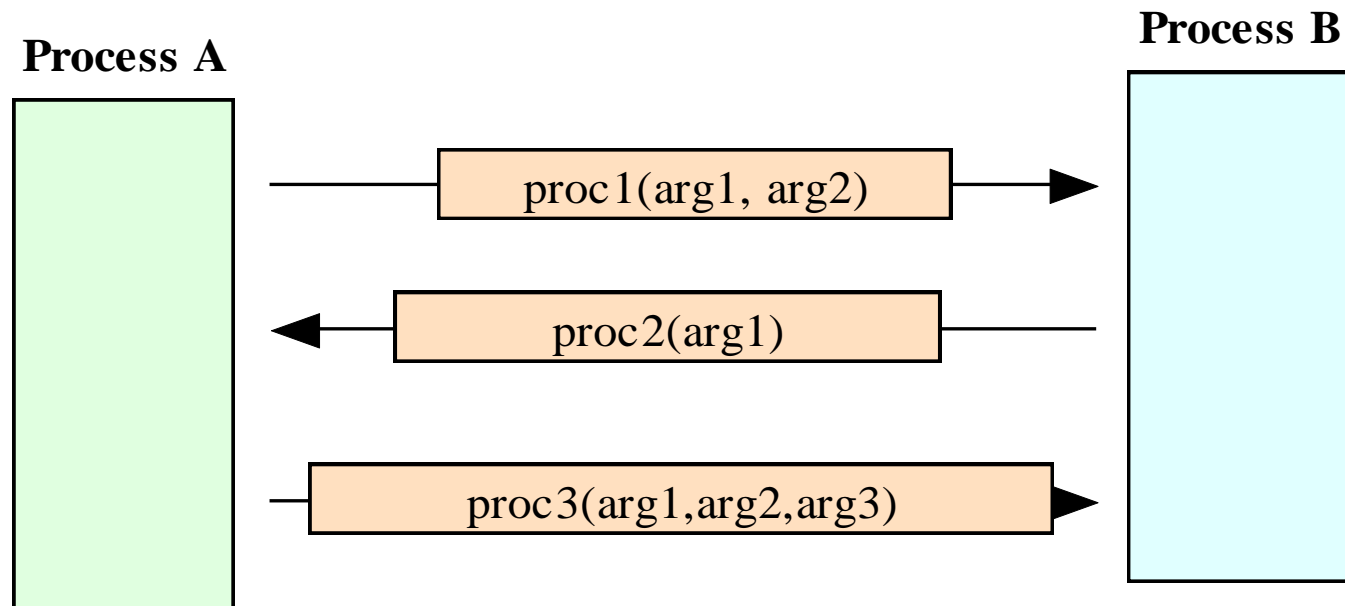 Process A
Process B
proc1(arg1, arg2)
proc2(arg1)
proc3(arg1,arg2,arg3)